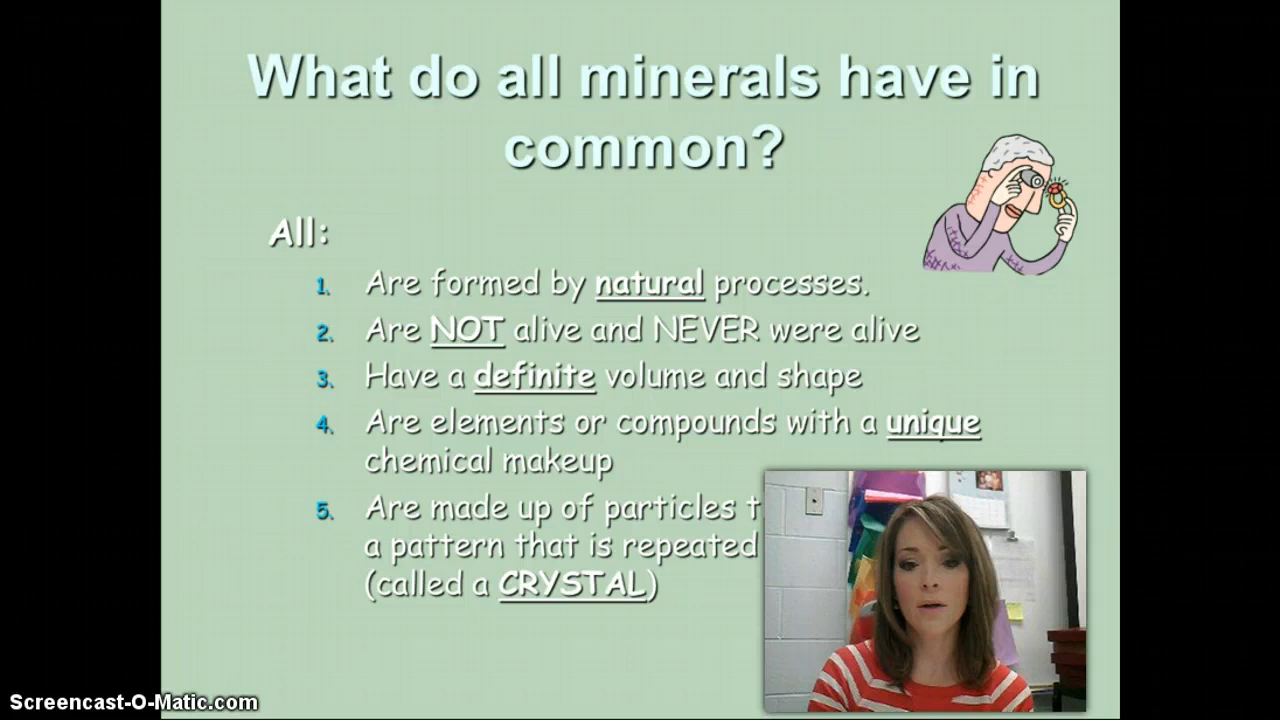 What do all minerals have in
common?
All:
1. Are formed by natural processes.
2. Are NOT alive and NEVER were alive
3. Have a definite volume and shape
4. Are elements or compounds with a unique
chemical makeup
5. Are made up of particles
a pattern that is repeated
(called a CRYSTAL)
Screencast-O-Matic.com